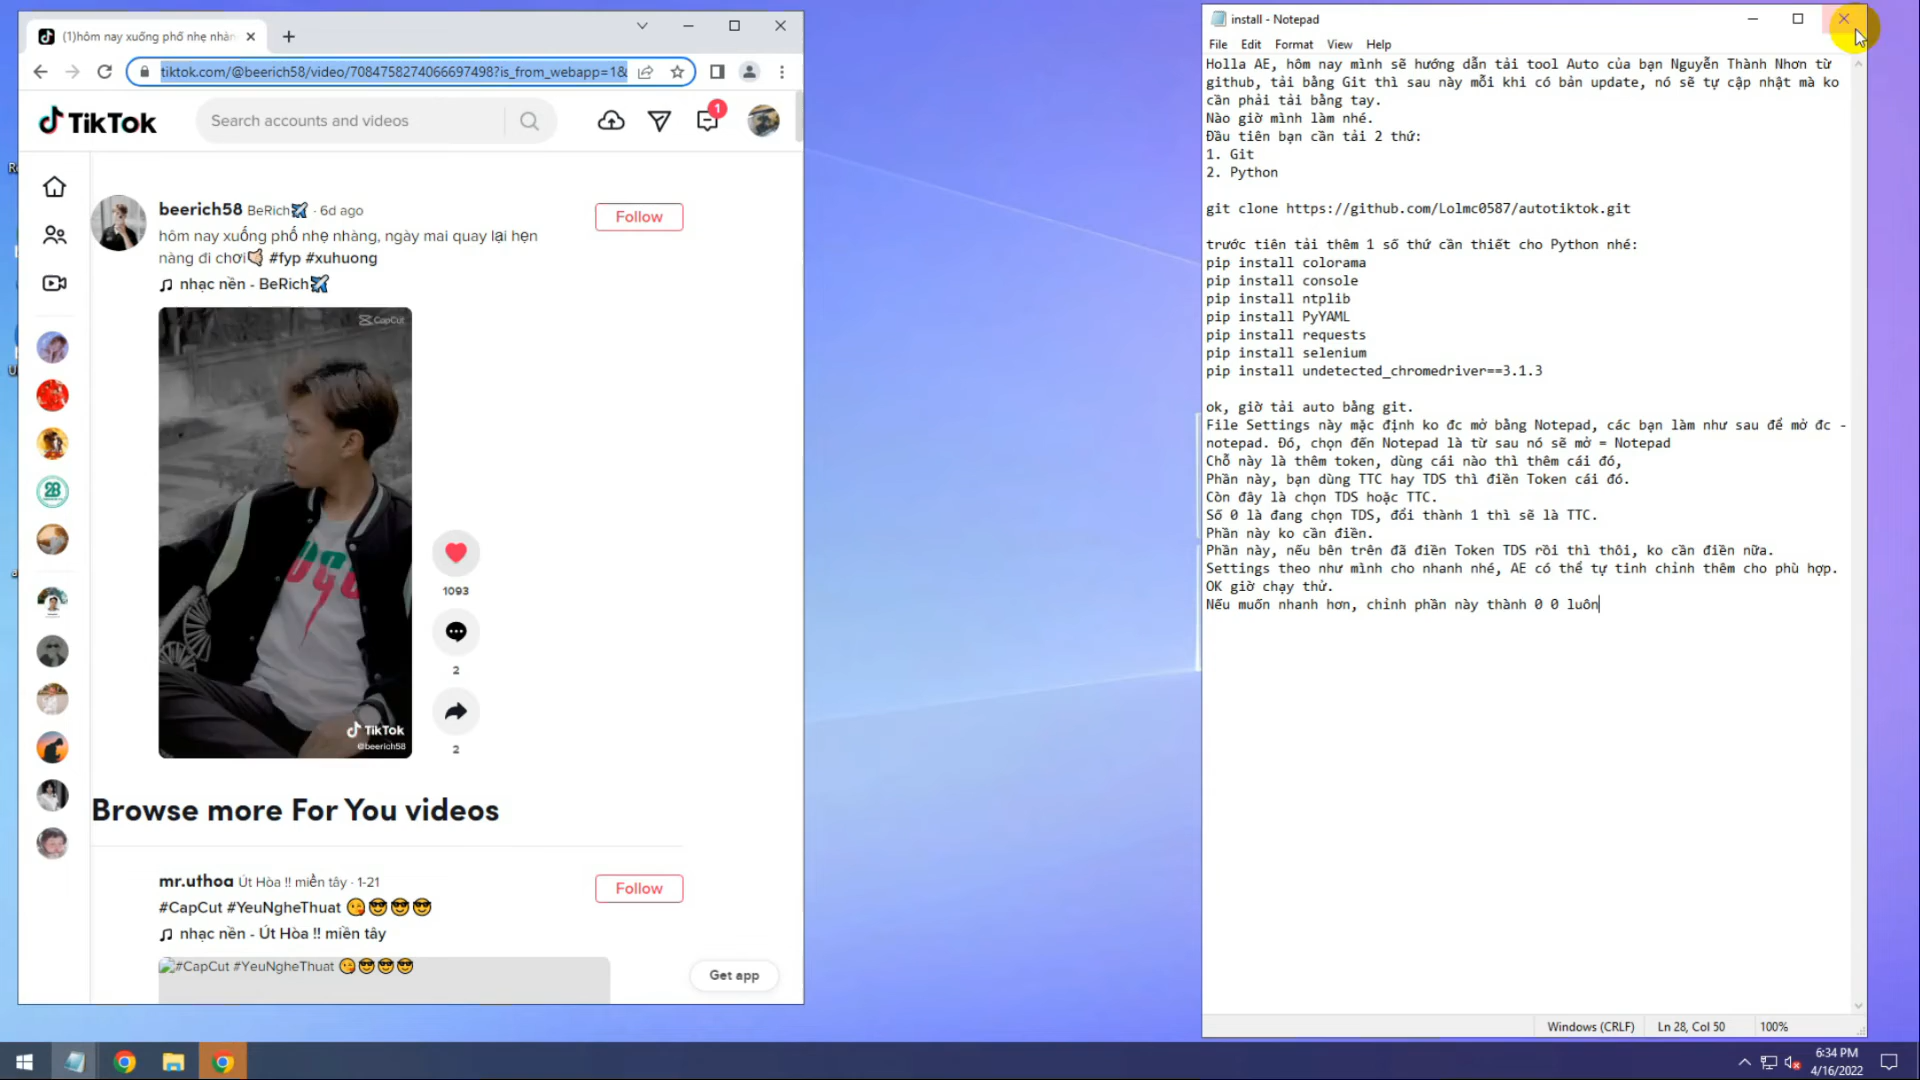 (1)hôm nay xuống phố nhẹ nhàn
tiktok.com/@beerich58/video/7084758274066697498?is_from_webapp=1&
TikTok
Search accounts and videos
1
beerich58 BeRich✈️ · 6d ago
Follow
hôm nay xuống phố nhẹ nhàng, ngày mai quay lại hẹn
nàng đi chơi🤙🏻 #fyp #xuhuong
nhạc nền - BeRich✈️
CapCut
TikTok
@beerich58
1093
2
2
Browse more For You videos
mr.uthoa Út Hòa !! miền tây · 1-21
Follow
#CapCut #YeuNgheThuat 😘😎😎😎
nhạc nền - Út Hòa !! miền tây
#CapCut #YeuNgheThuat 😘😎😎😎
Get app
install - Notepad
File Edit Format View Help
Holla AE, hôm nay mình sẽ hướng dẫn tải tool Auto của bạn Nguyễn Thành Nhơn từ
github, tải bằng Git thì sau này mỗi khi có bản update, nó sẽ tự cập nhật mà ko
cần phải tải bằng tay.
Nào giờ mình làm nhé.
Đầu tiên bạn cần tải 2 thứ:
1. Git
2. Python
git clone https://github.com/Lolmc0587/autotiktok.git
trước tiên tải thêm 1 số thứ cần thiết cho Python nhé:
pip install colorama
pip install console
pip install ntplib
pip install PyYAML
pip install requests
pip install selenium
pip install undetected_chromedriver==3.1.3
ok, giờ tải auto bằng git.
File Settings này mặc định ko đc mở bằng Notepad, các bạn làm như sau để mở đc -
notepad. Đó, chọn đến Notepad là từ sau nó sẽ mở = Notepad
Chỗ này là thêm token, dùng cái nào thì thêm cái đó,
Phần này, bạn dùng TTC hay TDS thì điền Token cái đó.
Còn đây là chọn TDS hoặc TTC.
Số 0 là đang chọn TDS, đổi thành 1 thì sẽ là TTC.
Phần này ko cần điền.
Phần này, nếu bên trên đã điền Token TDS rồi thì thôi, ko cần điền nữa.
Settings theo như mình cho nhanh nhé, AE có thể tự tinh chỉnh thêm cho phù hợp.
OK giờ chạy thử.
Nếu muốn nhanh hơn, chỉnh phần này thành 0 0 luôn
Windows (CRLF) Ln 28, Col 50 100%
6:34 PM
4/16/2022